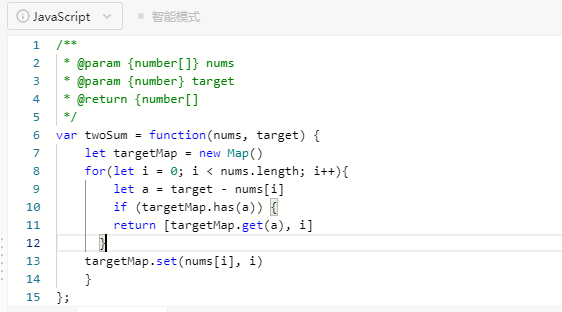 JavaScript 智能模式
1 /**
2  * @param {number[]} nums
3  * @param {number} target
4  * @return {number[]
5  */
6 var twoSum = function(nums, target) {
7     let targetMap = new Map()
8     for(let i = 0; i < nums.length; i++){
9         let a = target - nums[i]
10         if (targetMap.has(a)) {
11         return [targetMap.get(a), i]
12       }
13     targetMap.set(nums[i], i)
14     }
15 };